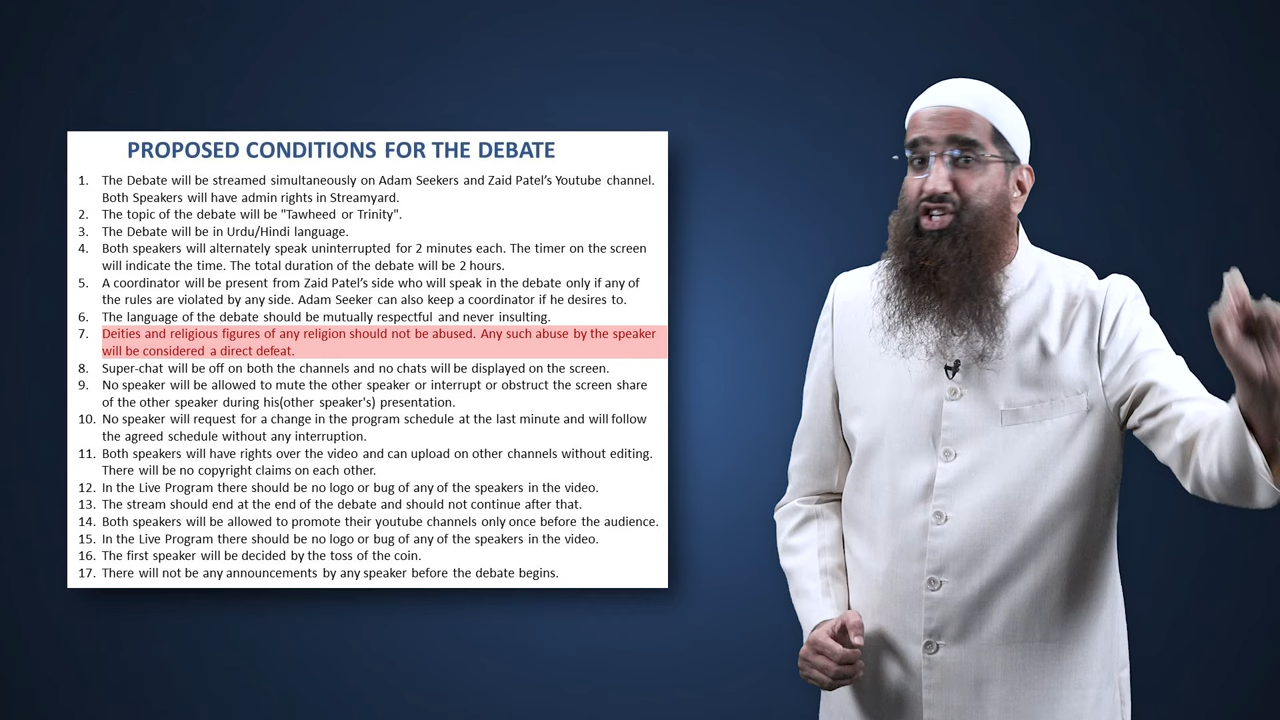 PROPOSED CONDITIONS FOR THE DEBATE
1. The Debate will be streamed simultaneously on Adam Seekers and Zaid Patel's Youtube channel.
Both Speakers will have admin rights in Streamyard.
2. The topic of the debate will be "Tawheed or Trinity".
3. The Debate will be in Urdu/Hindi language.
4. Both speakers will alternately speak uninterrupted for 2 minutes each. The timer on the screen
will indicate the time. The total duration of the debate will be 2 hours.
5. A coordinator will be present from Zaid Patel's side who will speak in the debate only if any of
the rules are violated by any side. Adam Seeker can also keep a coordinator if he desires to.
6. The language of the debate should be mutually respectful and never insulting.
7. Deities and religious figures of any religion should not be abused. Any such abuse by the speaker
will be considered a direct defeat.
8. Super-chat will be off on both the channels and no chats will be displayed on the screen.
9. No speaker will be allowed to mute the other speaker or interrupt or obstruct the screen share
of the other speaker during his(other speaker's) presentation.
10. No speaker will request for a change in the program schedule at the last minute and will follow
the agreed schedule without any interruption.
11. Both speakers will have rights over the video and can upload on other channels without editing.
There will be no copyright claims on each other.
12. In the Live Program there should be no logo or bug of any of the speakers in the video.
13. The stream should end at the end of the debate and should not continue after that.
14. Both speakers will be allowed to promote their youtube channels only once before the audience.
15. In the Live Program there should be no logo or bug of any of the speakers in the video.
16. The first speaker will be decided by the toss of the coin.
17. There will not be any announcements by any speaker before the debate begins.